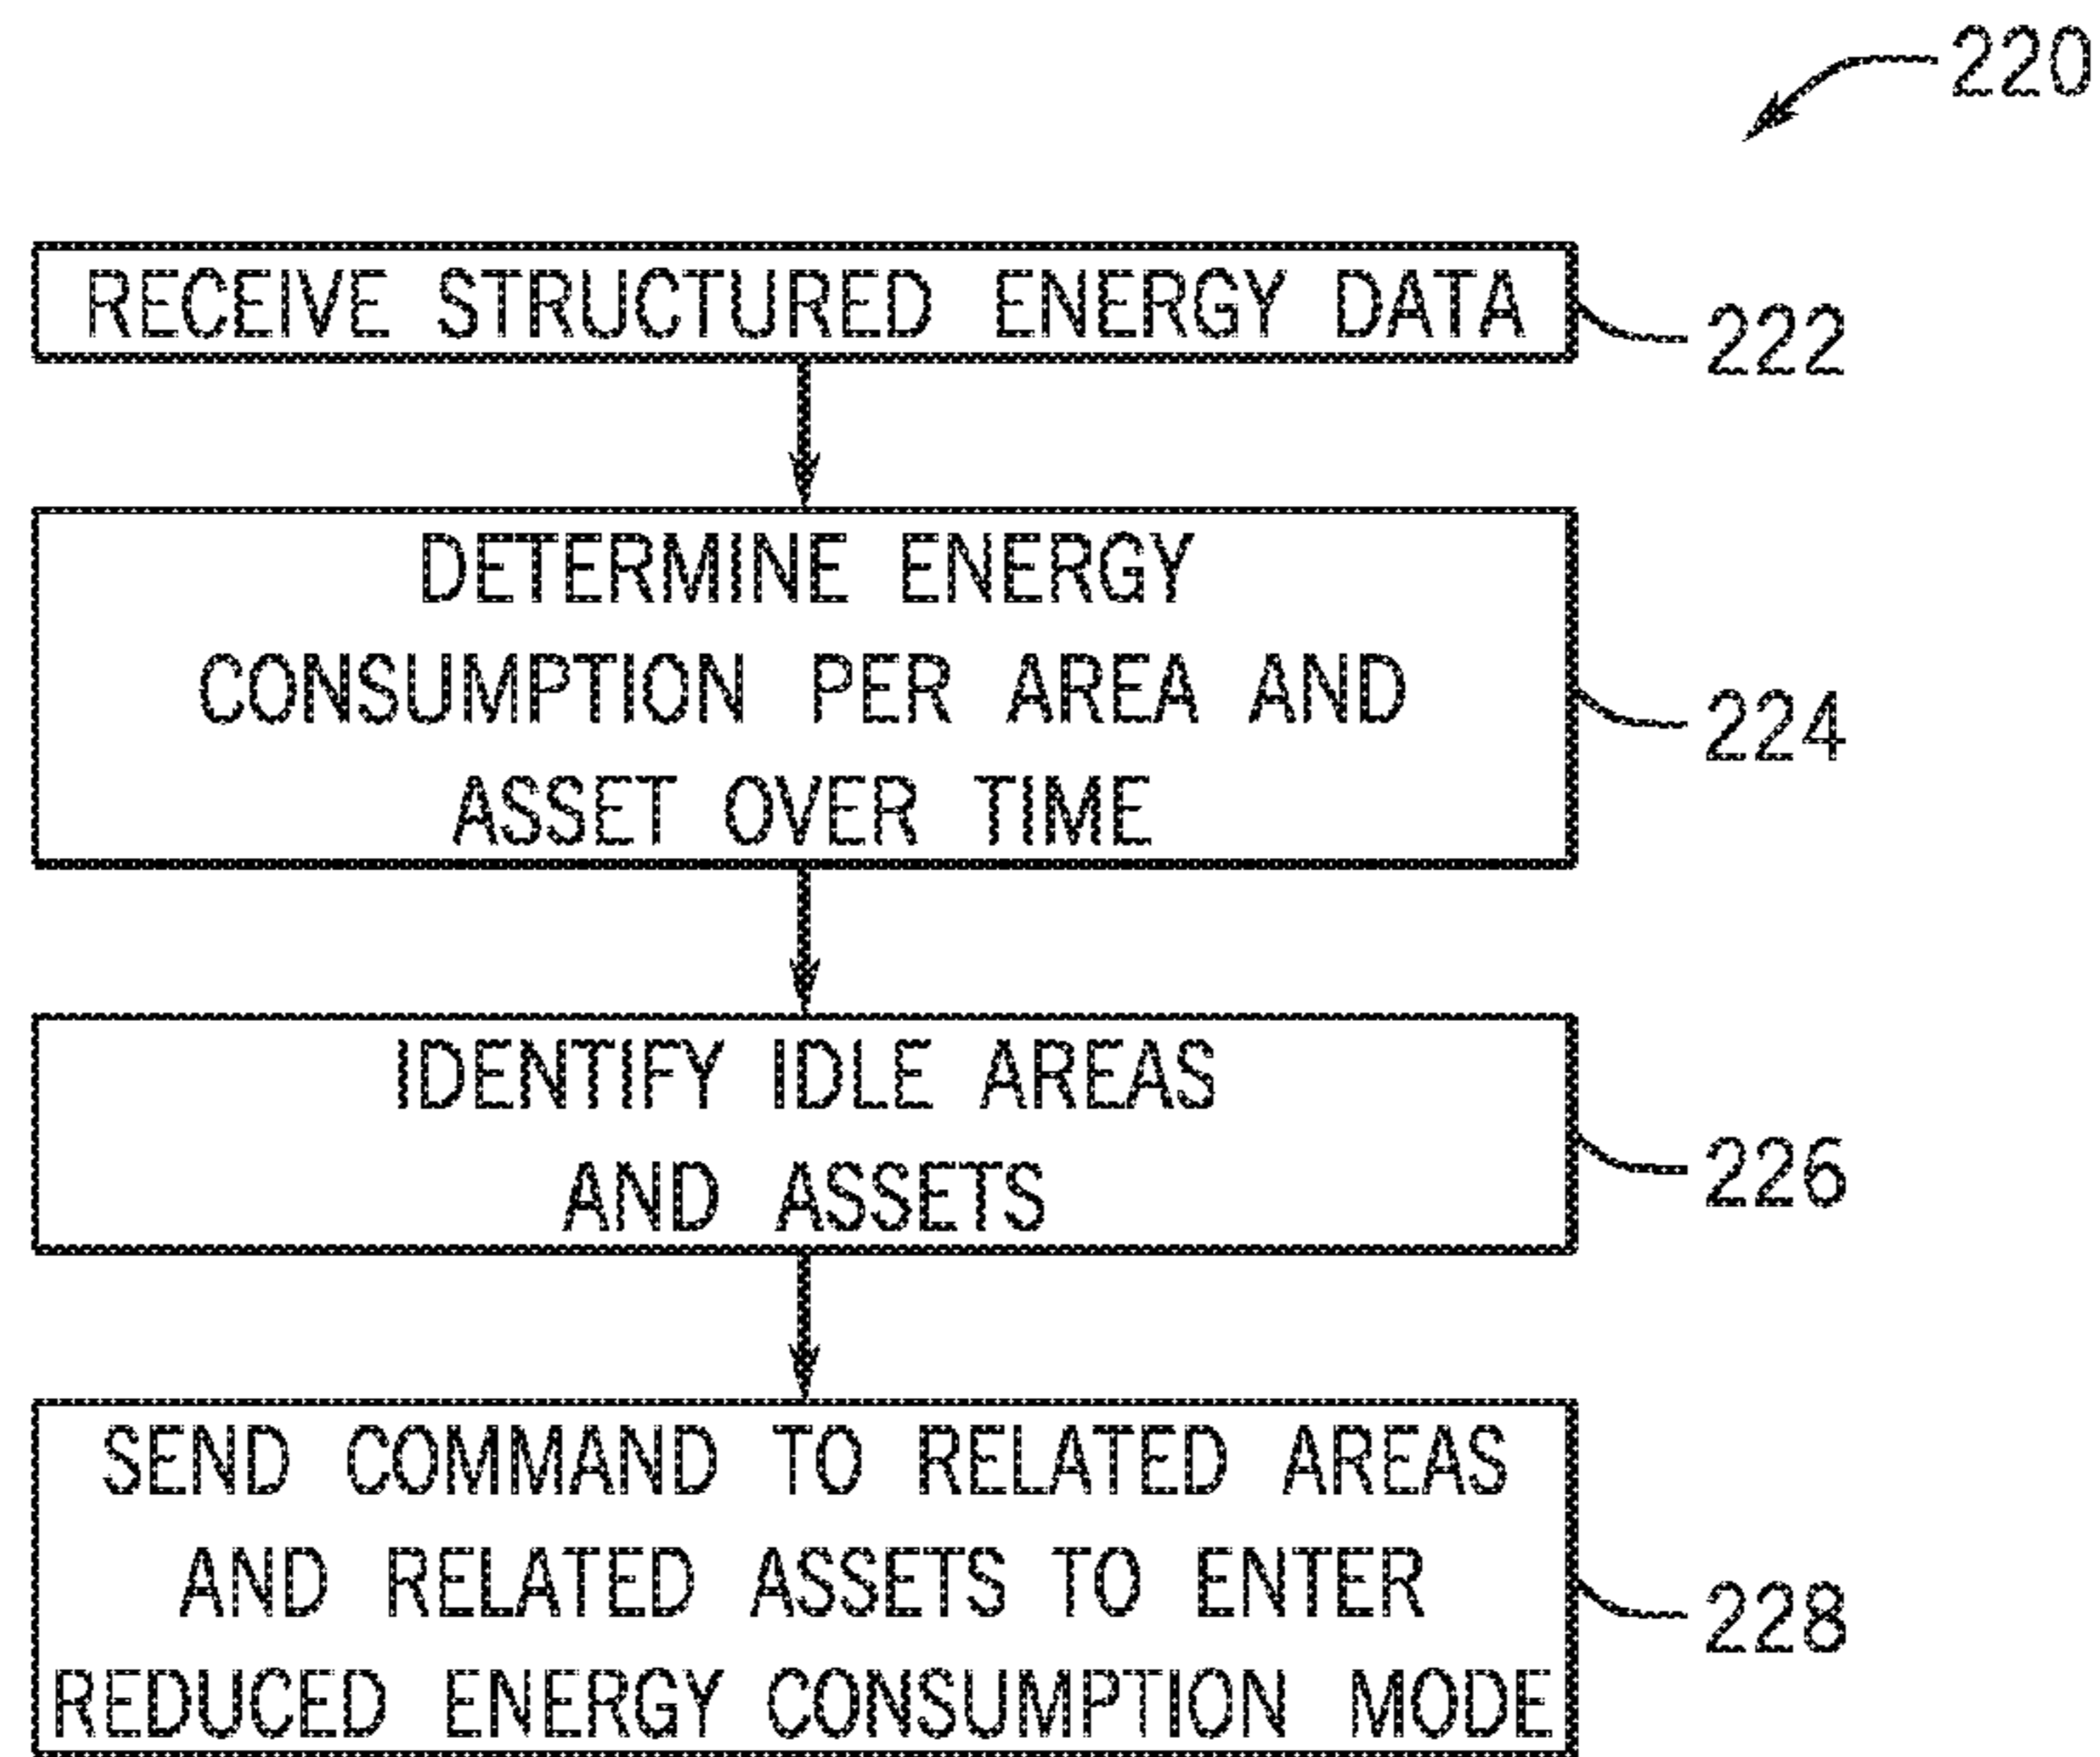 220
RECEIVE STRUCTURED ENERGY DATA
222
DETERMINE ENERGY
CONSUMPTION PER AREA AND
ASSET OVER TIME
224
IDENTIFY IDLE AREAS
AND ASSETS
226
SEND COMMAND TO RELATED AREAS
AND RELATED ASSETS TO ENTER
REDUCED ENERGY CONSUMPTION MODE
228